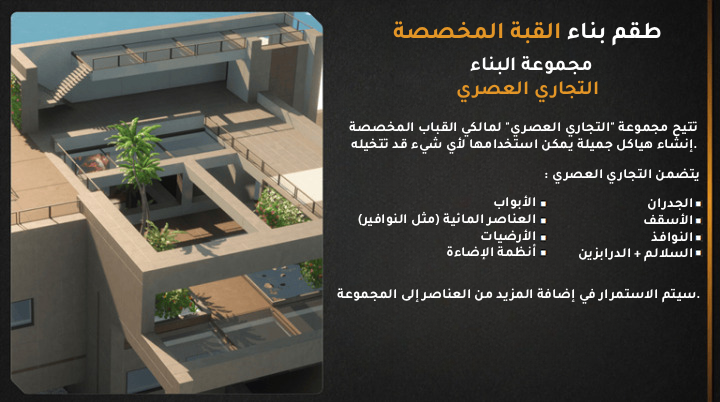 طقم بناء القبة المخصصة
مجموعة البناء
التجاري العصري
تتيح مجموعة "التجاري العصري" لمالكي القباب المخصصة
.إنشاء هياكل جميلة يمكن استخدامها لأي شيء قد تتخيله
يتضمن التجاري العصري :
▪ الجدران
▪ الأسقف
▪ النوافذ
▪ السلالم + الدرابزين
▪ الأبواب
▪ العناصر المائية (مثل النوافير)
▪ الأرضيات
▪ أنظمة الإضاءة
.سيتم الاستمرار في إضافة المزيد من العناصر إلى المجموعة